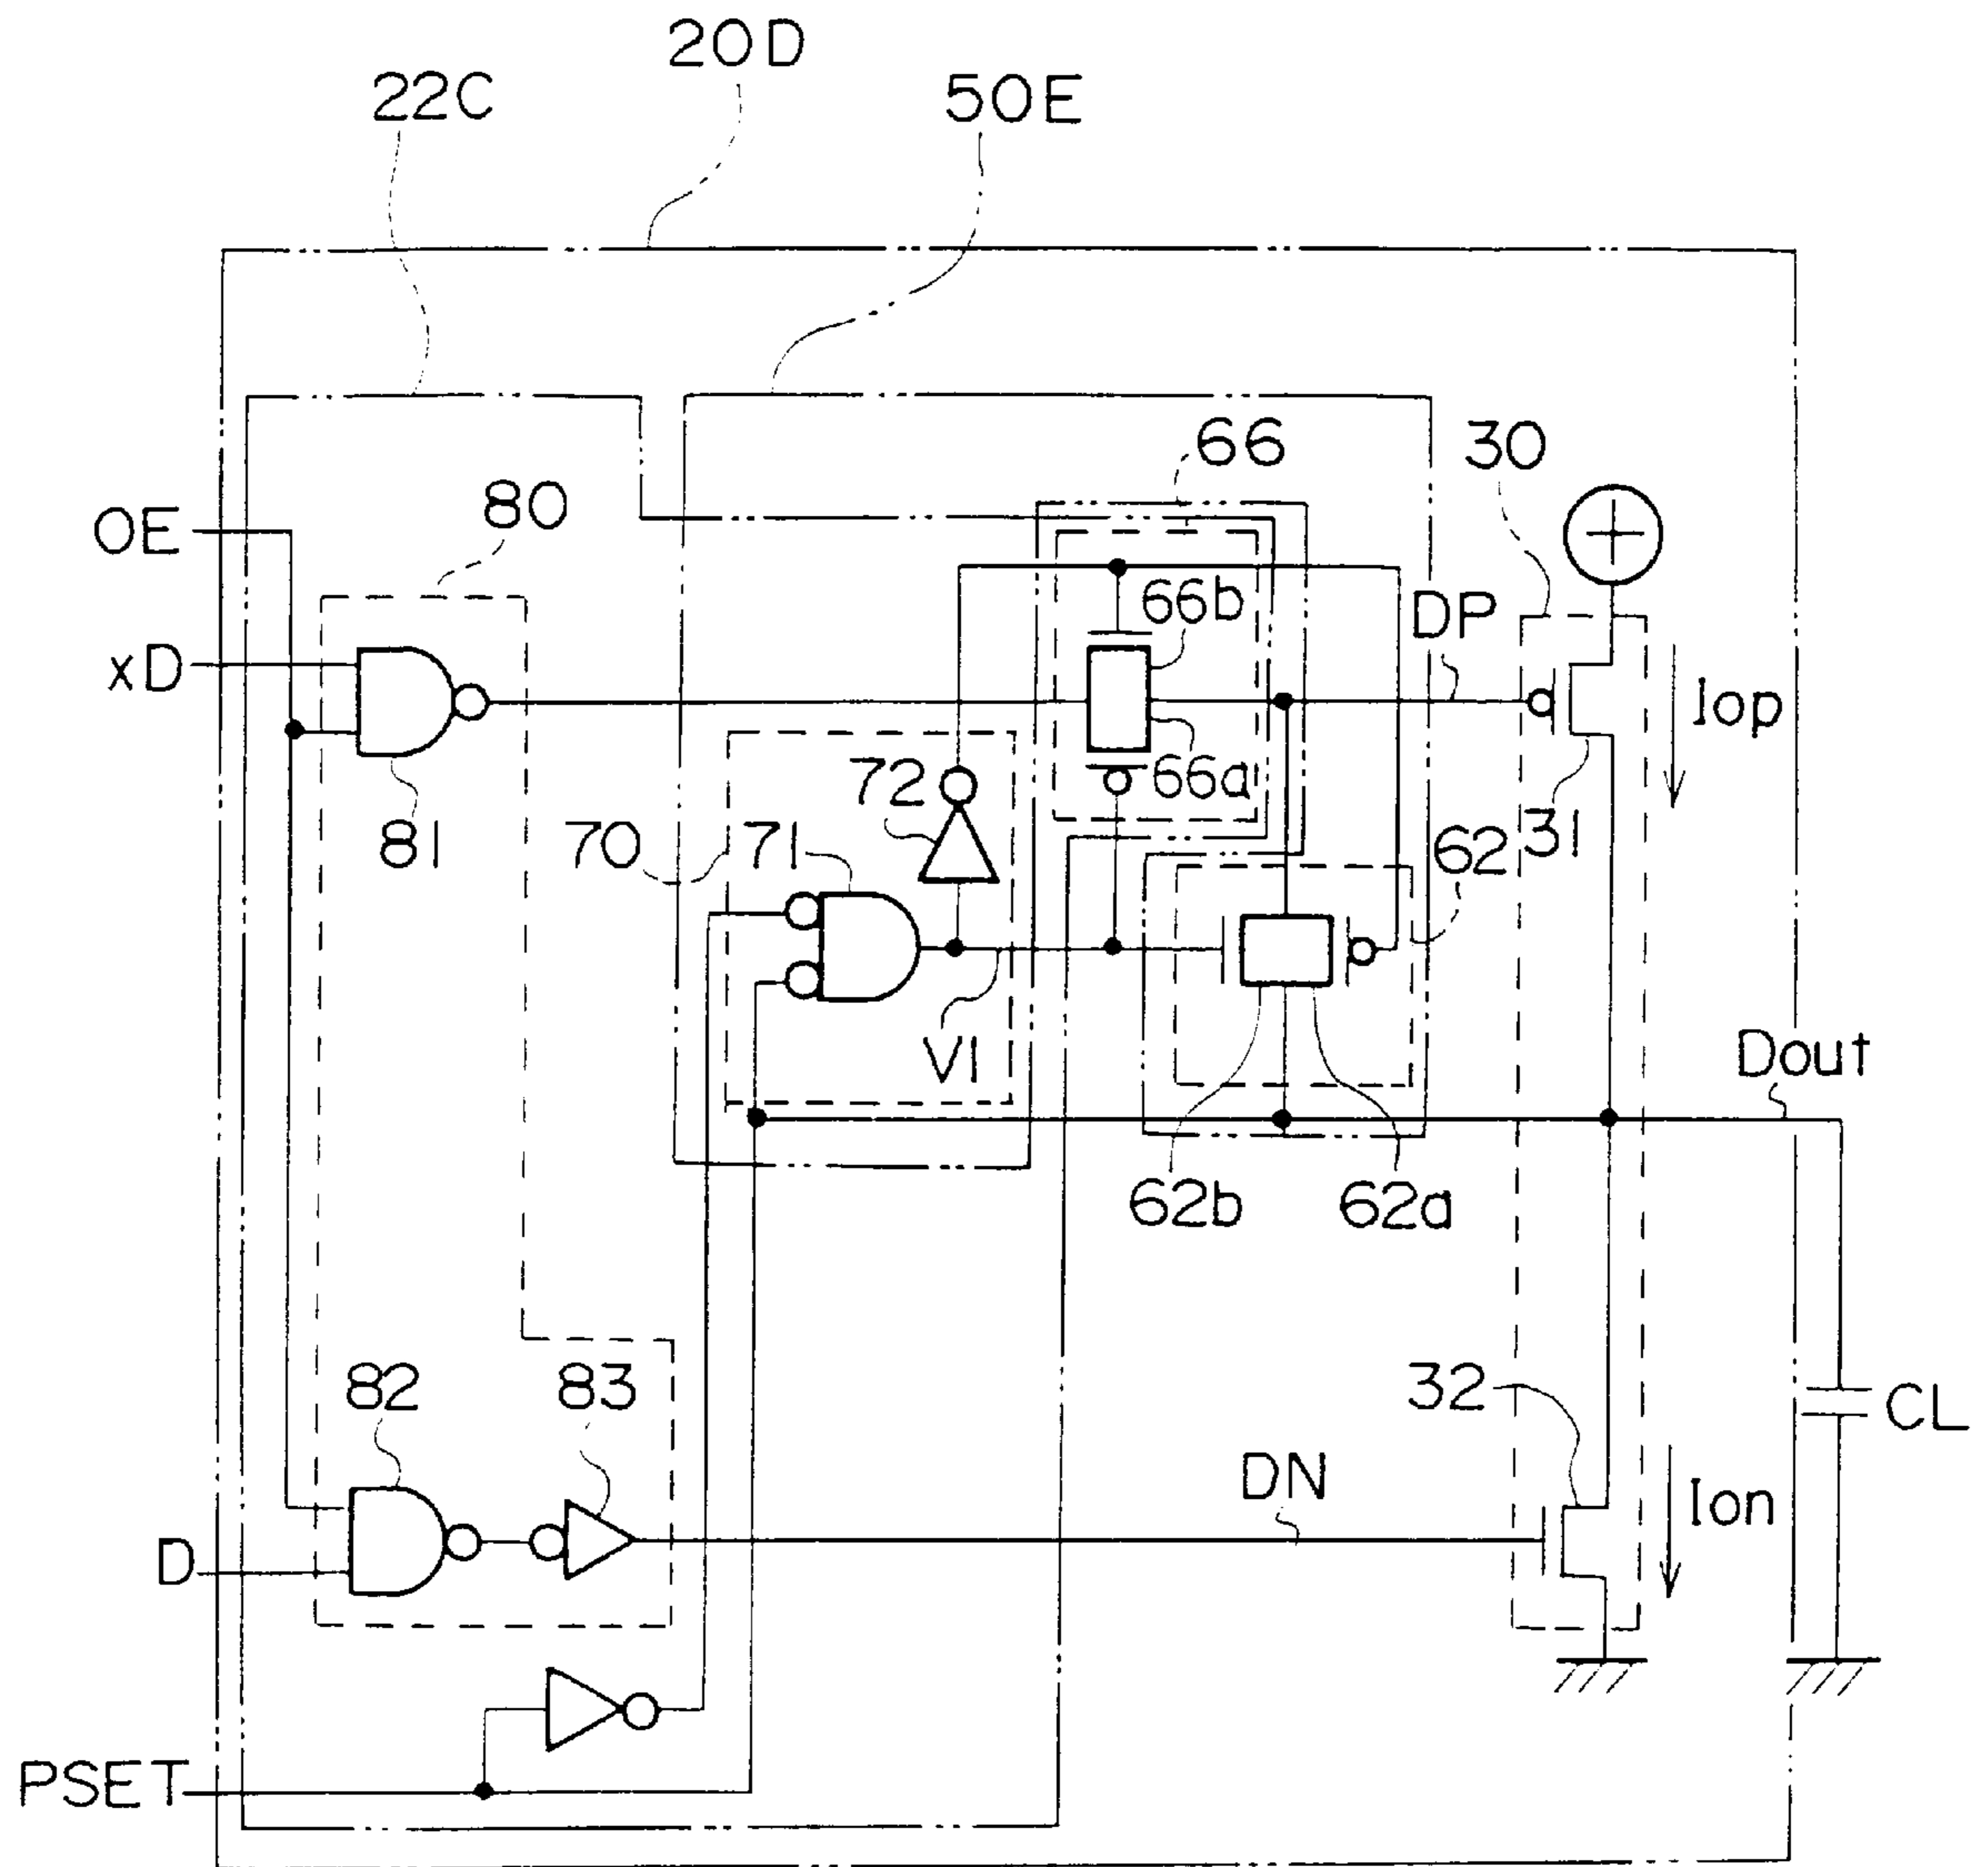 20D
22C
50E
66
30
80
OE
66b
DP
xD
Iop
72
66a
81
70
71
62
31
V1
Dout
62b
62a
82
83
32
CL
DN
Ion
D
PSET